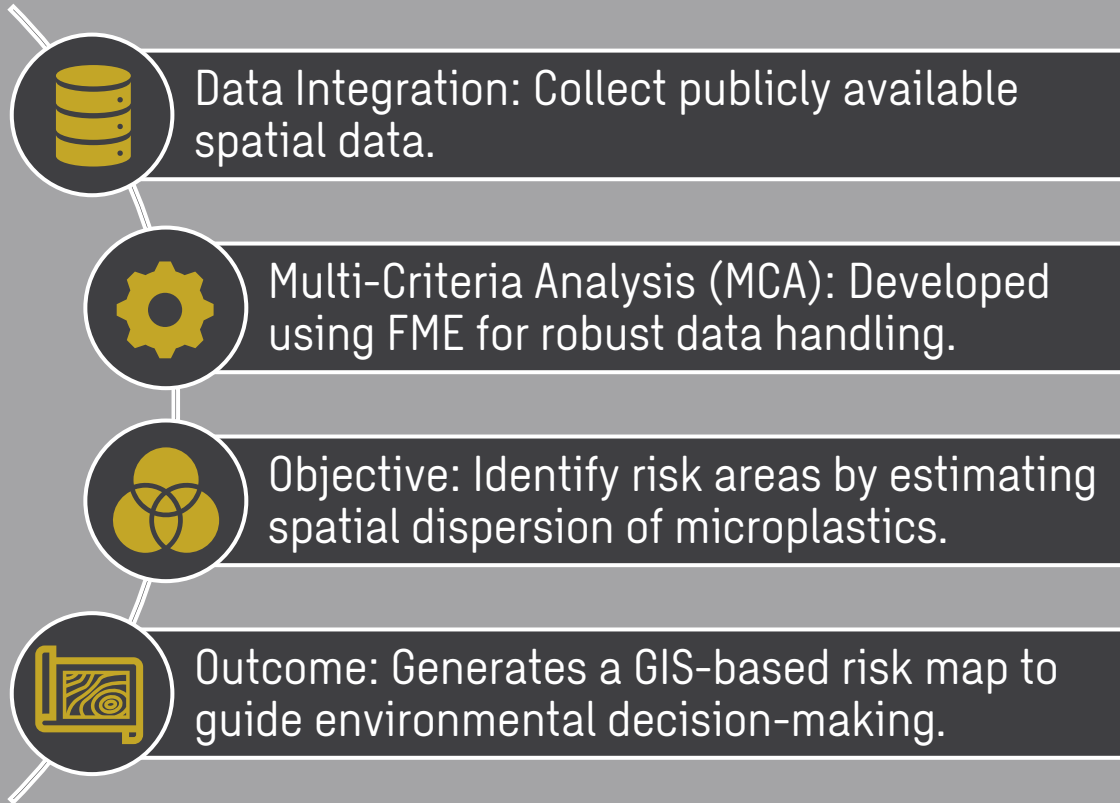 Data Integration: Collect publicly available
spatial data.
Multi-Criteria Analysis (MCA): Developed
using FME for robust data handling.
Objective: Identify risk areas by estimating
spatial dispersion of microplastics.
Outcome: Generates a GIS-based risk map to
guide environmental decision-making.